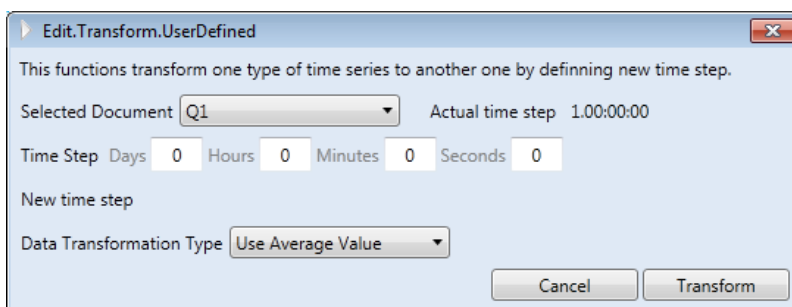 Edit.Transform.UserDefined
This functions transform one type of time series to another one by definning new time step.
Selected Document Q1 Actual time step 1.00:00:00
Time Step Days 0 Hours 0 Minutes 0 Seconds 0
New time step
Data Transformation Type Use Average Value
Cancel Transform